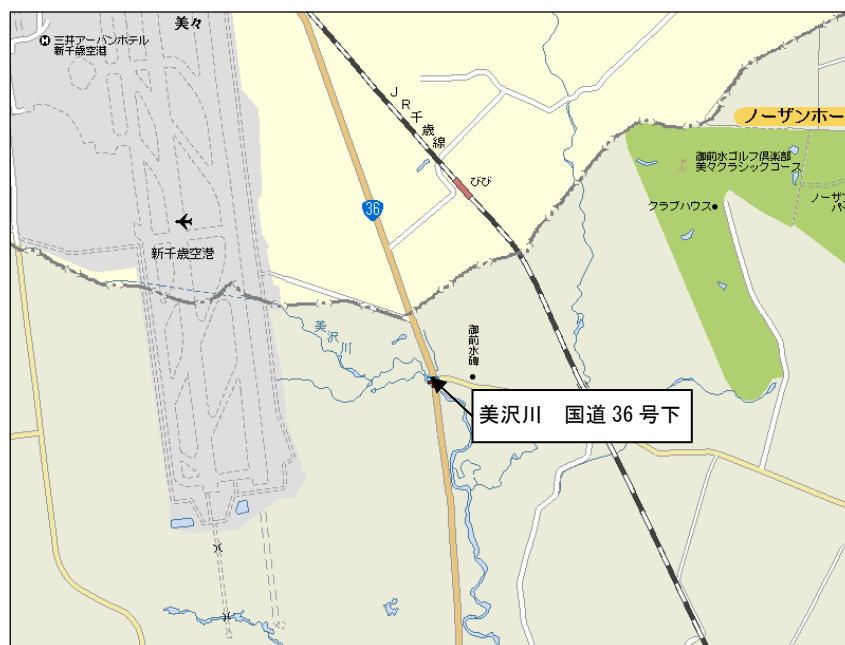 美々
三井アーバンホテル
新千歳空港
JR千歳線
ノーザンホー
御前水ゴルフ倶楽部
美々クラシックコース
びび
クラブハウス
ノーザン
パー
36
新千歳空港
美沢川
御前水碑
美沢川 国道 36 号下